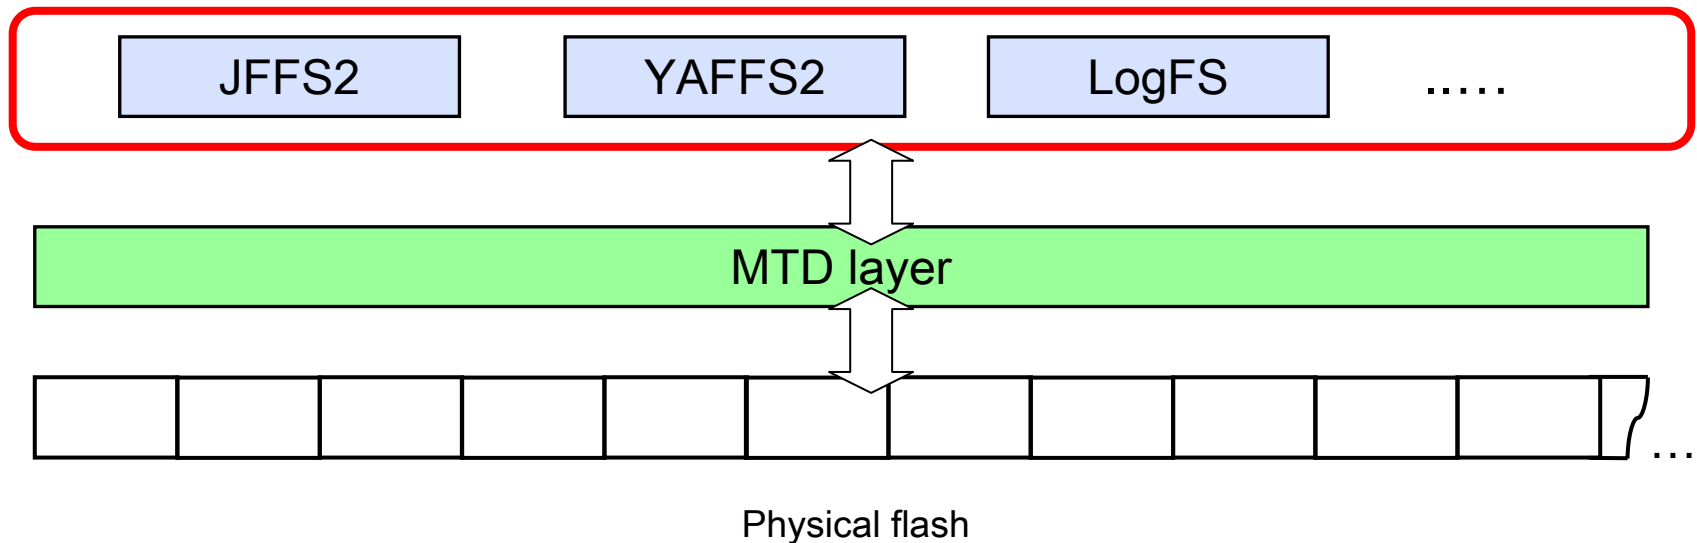 JFFS2 YAFFS2 LogFS ..…
MTD layer
…
Physical flash